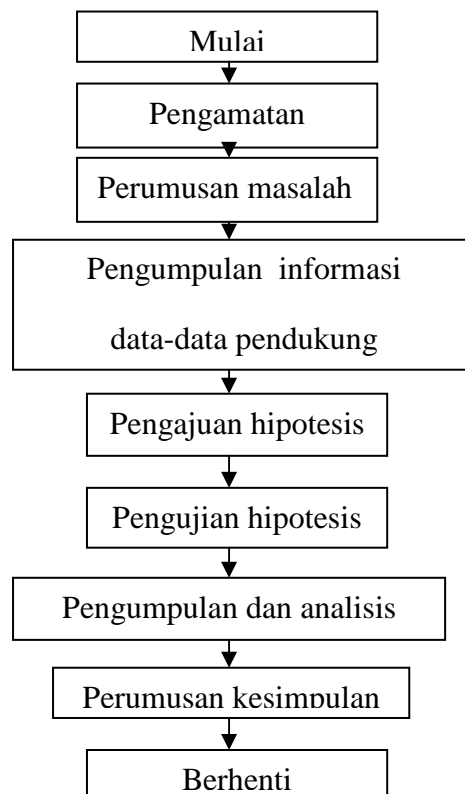 Mulai
Pengamatan
Perumusan masalah
Pengumpulan informasi
data-data pendukung
Pengajuan hipotesis
Pengujian hipotesis
Pengumpulan dan analisis
Perumusan kesimpulan
Berhenti